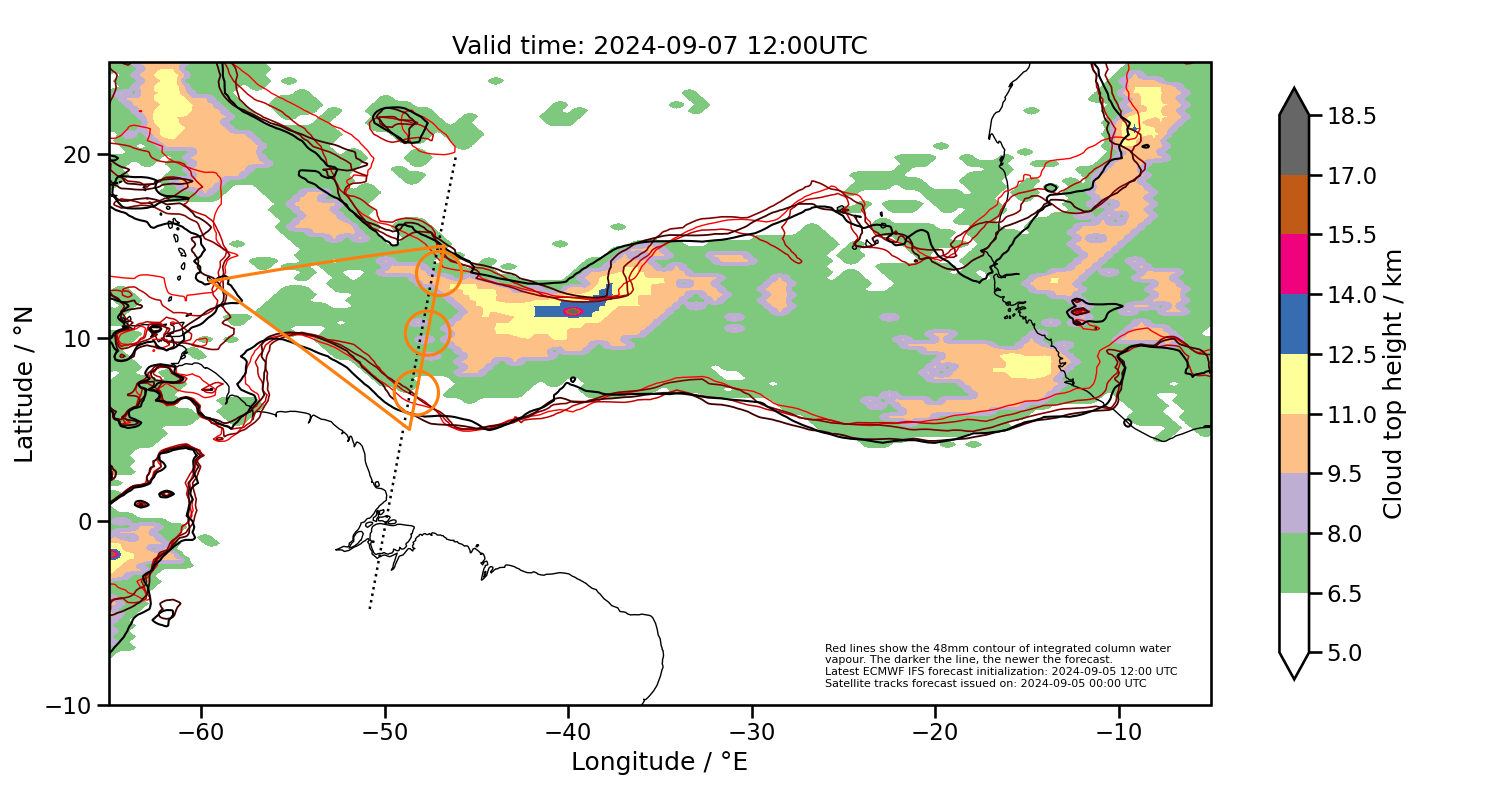 Valid time: 2024-09-07 12:00UTC
20
10
0
−10
Latitude / °N
−60
−50
−40
−30
−20
−10
Longitude / °E
Red lines show the 48mm contour of integrated column water
vapour. The darker the line, the newer the forecast.
Latest ECMWF IFS forecast initialization: 2024-09-05 12:00 UTC
Satellite tracks forecast issued on: 2024-09-05 00:00 UTC
18.5
17.0
15.5
14.0
12.5
11.0
9.5
8.0
6.5
5.0
Cloud top height / km